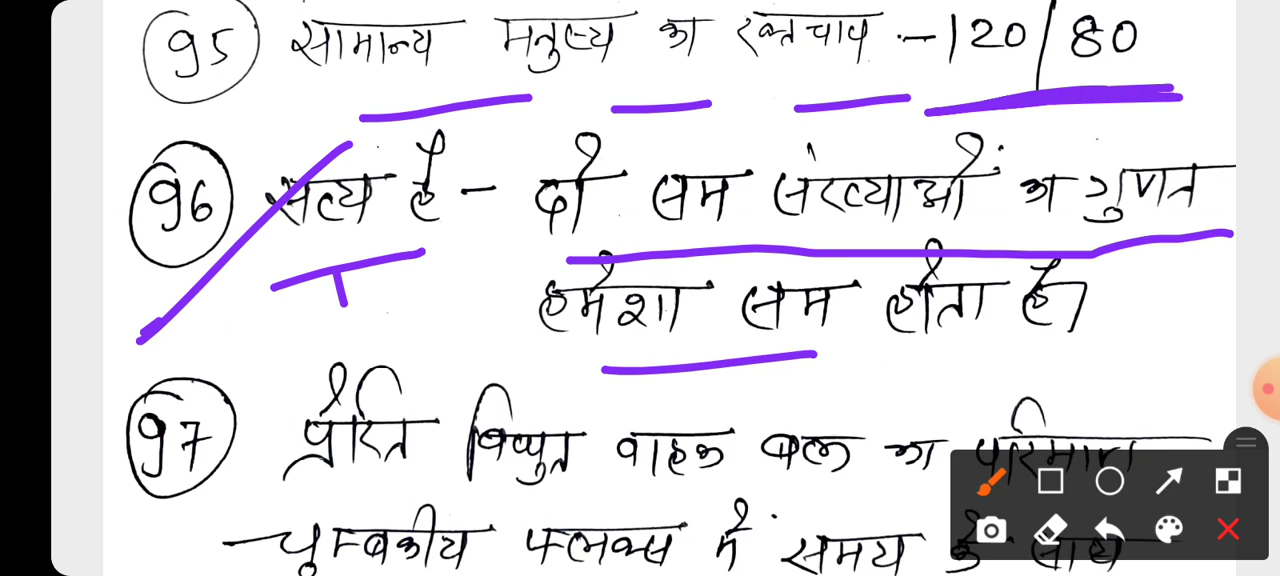 95 सामान्य मनुष्य का रक्तचाप :- 120/80
96 सत्य है - दो सम संख्याओं का गुणन
हमेशा सम होता है।
T
97 प्रेरित विद्युत वाहक बल का परिमाण
चुम्बकीय फ्लक्स में समय के साथ